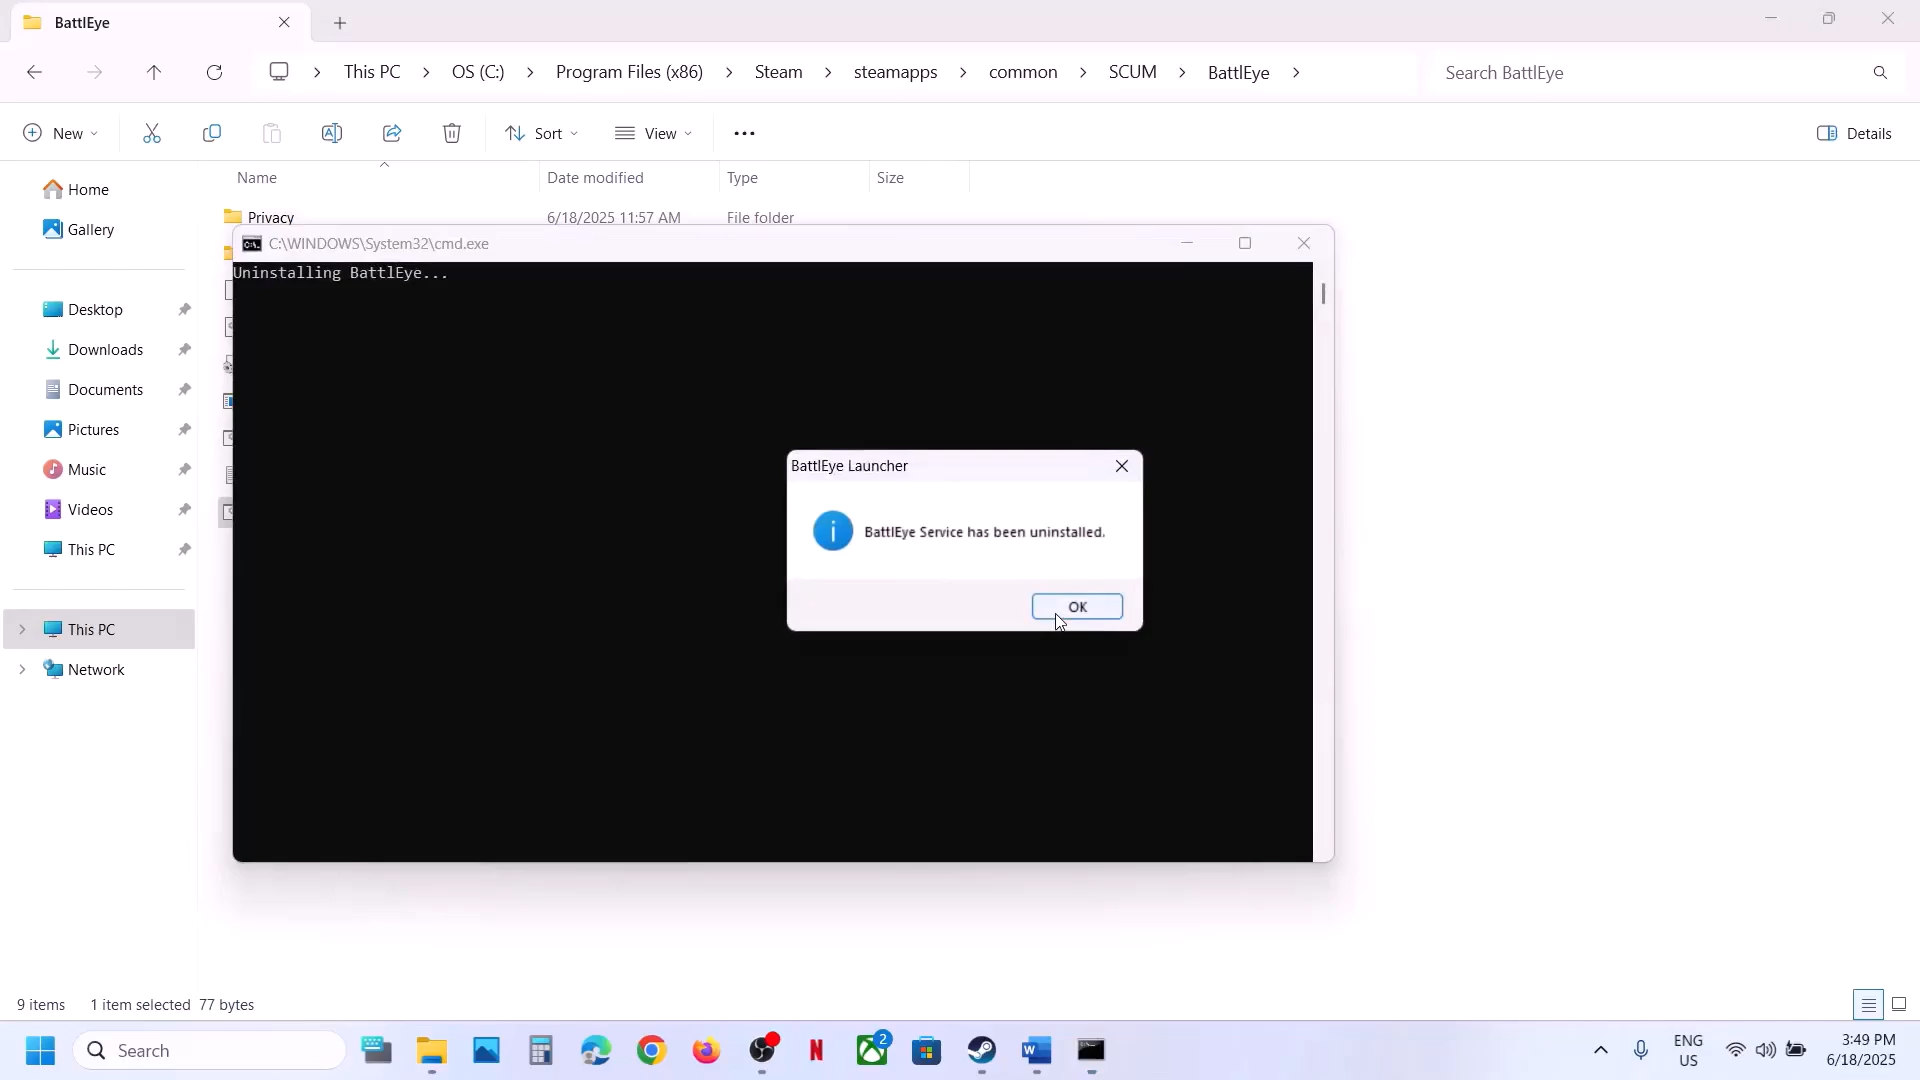 BattlEye
This PC
OS (C:)
Program Files (x86)
Steam
steamapps
common
SCUM
BattlEye
Search BattlEye
New
Sort
View
Details
Name
Date modified
Type
Size
Home
Gallery
Desktop
Downloads
Documents
Pictures
Music
Videos
This PC
This PC
Network
Privacy
6/18/2025 11:57 AM
File folder
C:\WINDOWS\System32\cmd.exe
Uninstalling BattlEye...
BattlEye Launcher
BattlEye Service has been uninstalled.
OK
9 items
1 item selected 77 bytes
Search
2
ENG
US
3:49 PM
6/18/2025